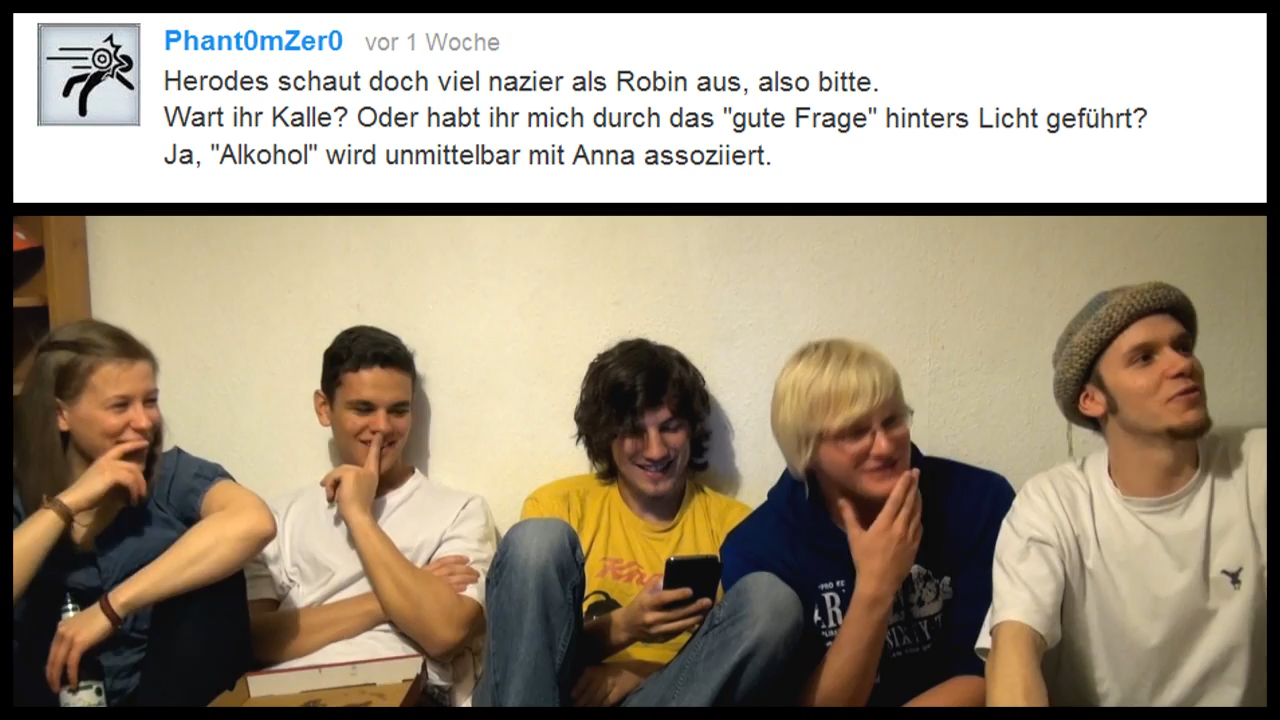 Phant0mZer0 vor 1 Woche
Herodes schaut doch viel nazier als Robin aus, also bitte.
Wart ihr Kalle? Oder habt ihr mich durch das "gute Frage" hinters Licht geführt?
Ja, "Alkohol" wird unmittelbar mit Anna assoziiert.